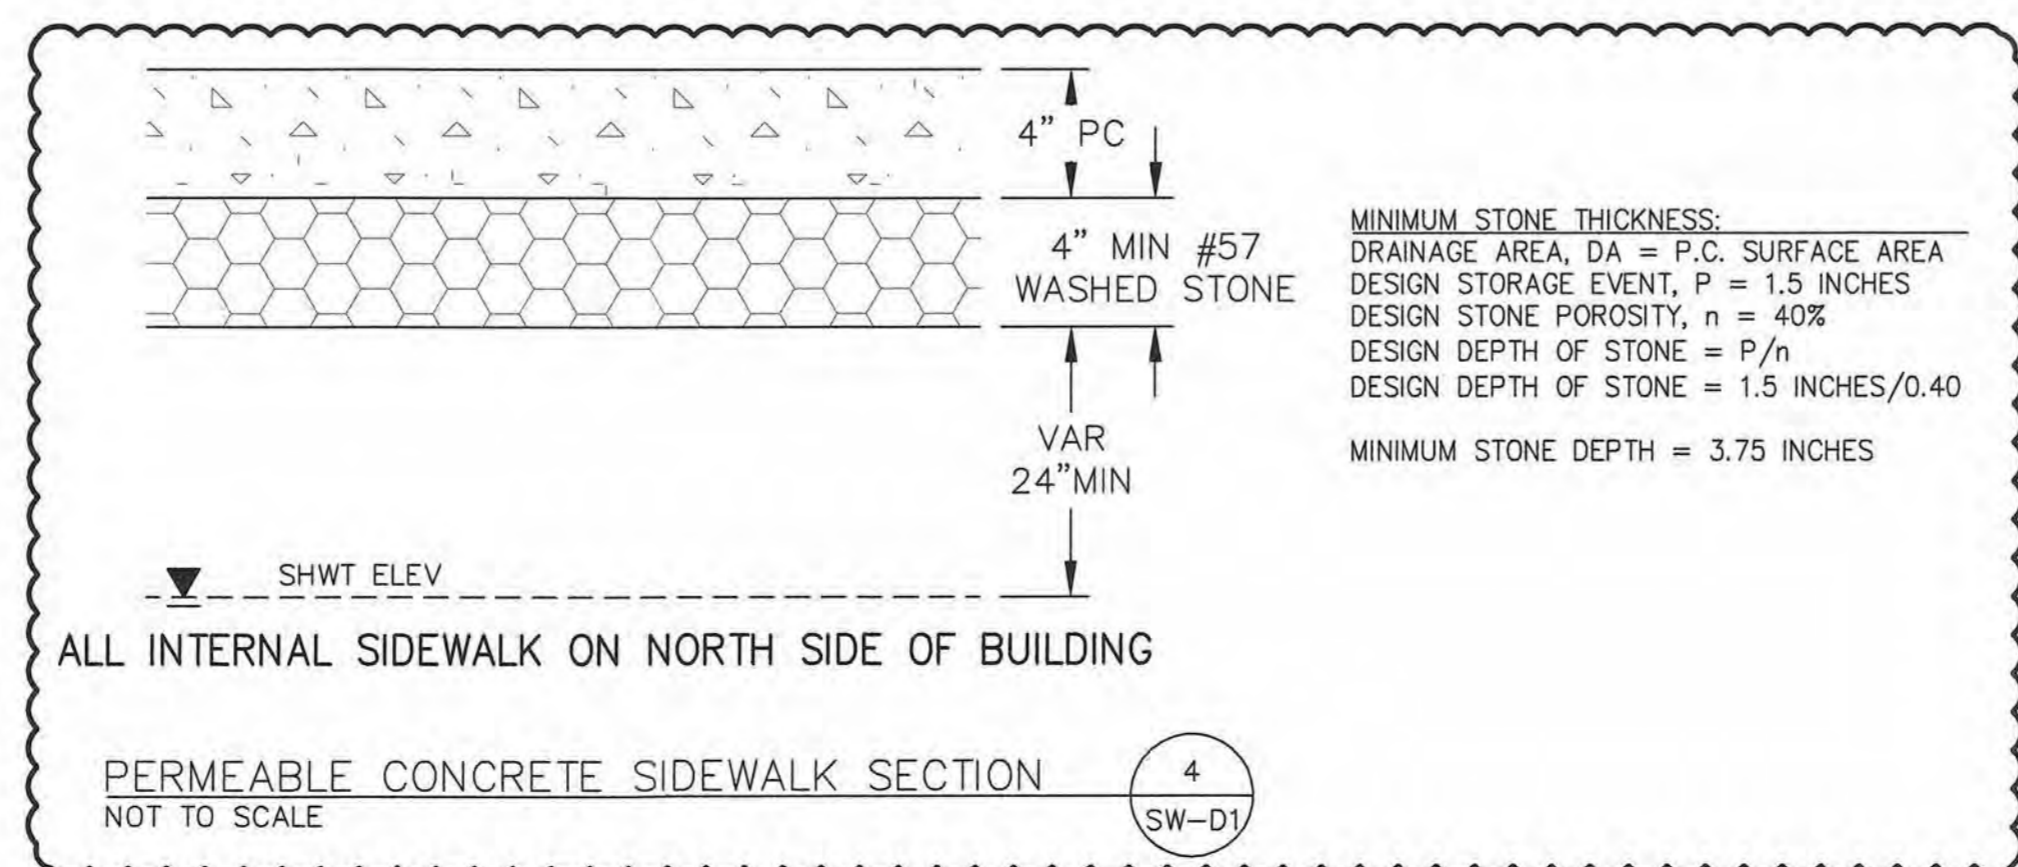 4” PC
4” MIN #57
WASHED STONE
VAR
24”MIN
SHWT ELEV
ALL INTERNAL SIDEWALK ON NORTH SIDE OF BUILDING
MINIMUM STONE THICKNESS:
DRAINAGE AREA, DA = P.C. SURFACE AREA
DESIGN STORAGE EVENT, P = 1.5 INCHES
DESIGN STONE POROSITY, n = 40%
DESIGN DEPTH OF STONE = P/n
DESIGN DEPTH OF STONE = 1.5 INCHES/0.40
MINIMUM STONE DEPTH = 3.75 INCHES
PERMEABLE CONCRETE SIDEWALK SECTION
NOT TO SCALE
4
SW-D1